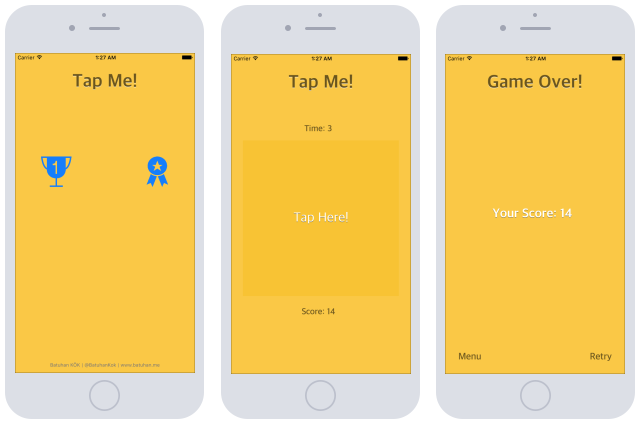 Carrier
1:27 AM
Tap Me!
1
Batuhan KÖK | @BatuhanKok | www.batuhan.me
Carrier
1:27 AM
Tap Me!
Time: 3
Tap Here!
Score: 14
Carrier
1:27 AM
Game Over!
Your Score: 14
Menu
Retry